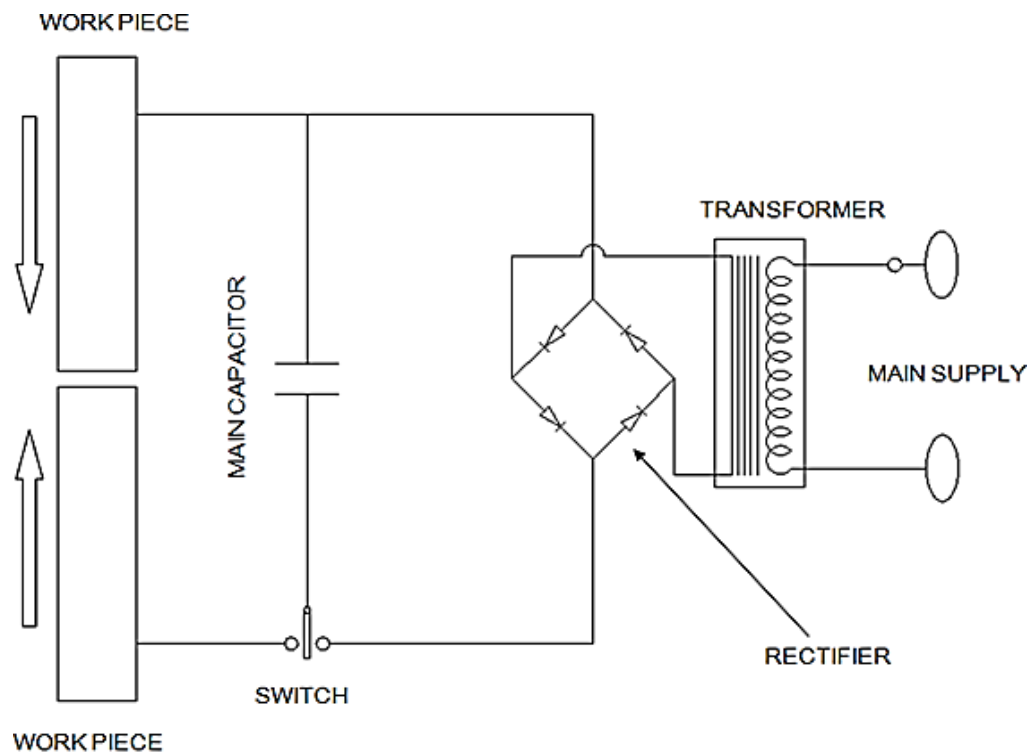 WORK PIECE
TRANSFORMER
MAIN CAPACITOR
MAIN SUPPLY
RECTIFIER
SWITCH
WORK PIECE